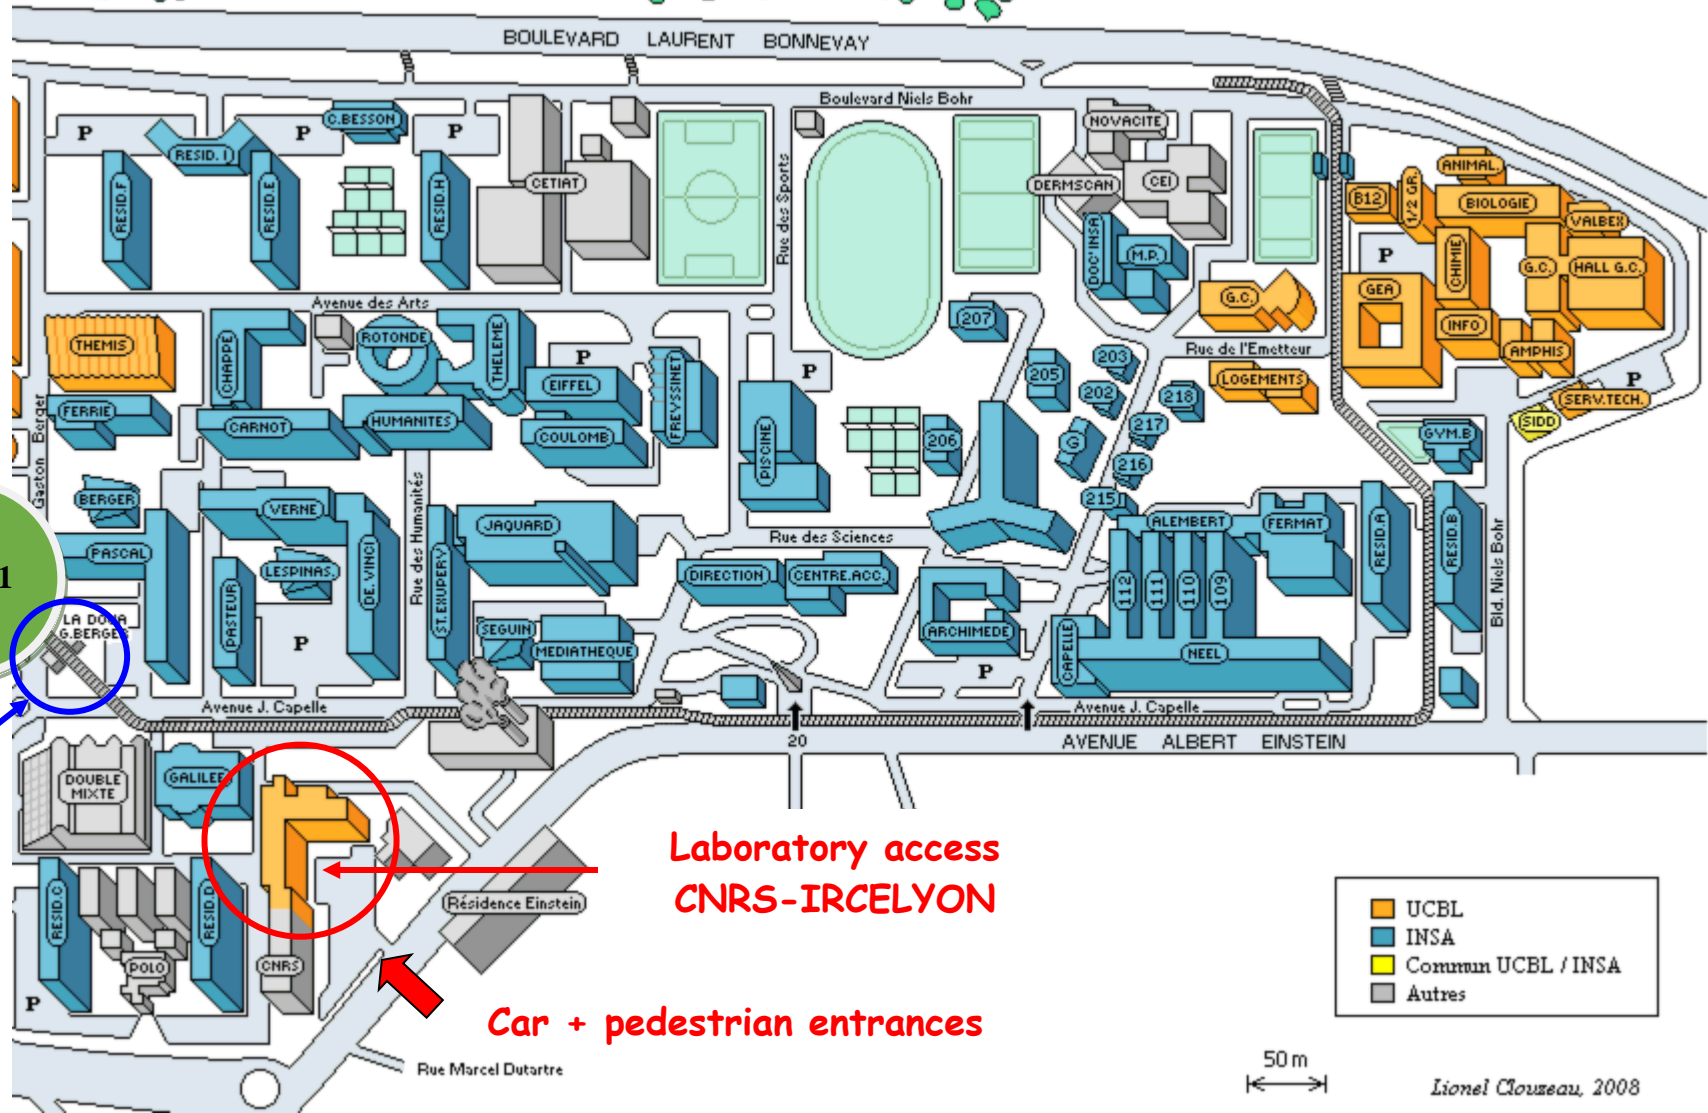 BOULEVARD LAURENT BONNEVAY
Boulevard Niels Bohr
P
P
P
C.BESSON
RESID. I
RESID.F
RESID.E
RESID.H
CETIAT
Rue des Sports
NOVACITE
DERMSCAN
CEI
DOC'INSA
M.P.
B12
1/2 GR.
ANIMAL.
BIOLOGIE
VALBEX
P
CHIMIE
G.C.
HALL G.C.
GEA
INFO
AMPHIS
G.C.
Rue de l'Emetteur
LOGEMENTS
P
SERV.TECH.
SIDD
GYM.B
Avenue des Arts
THEMIS
CHAPPE
ROTONDE
THELEME
P
EIFFEL
FREYSSINET
P
FERRIE
CARNOT
HUMANITES
COULOMB
PISCINE
207
205
203
202
218
217
G
216
206
215
Gaston Berger
BERGER
VERNE
Rue des Humanités
JAQUARD
Rue des Sciences
ALEMBERT
FERMAT
RESID.A
RESID.B
Bld. Niels Bohr
PASCAL
LESPINAS.
DE. VINCI
ST.EXUPERY
DIRECTION
CENTRE.ACC.
112
111
110
109
1
PASTEUR
LA DOUA
G.BERGER
P
SEGUIN
MEDIATHEQUE
ARCHIMEDE
P
CAPELLE
NEEL
Avenue J. Capelle
Avenue J. Capelle
20
AVENUE ALBERT EINSTEIN
DOUBLE
MIXTE
GALILEE
Laboratory access
CNRS-IRCELYON
Résidence Einstein
RESID.C
RESID.D
POLO
CNRS
P
Car + pedestrian entrances
Rue Marcel Dutartre
UCBL
INSA
Commun UCBL / INSA
Autres
50 m
Lionel Clouzeau, 2008